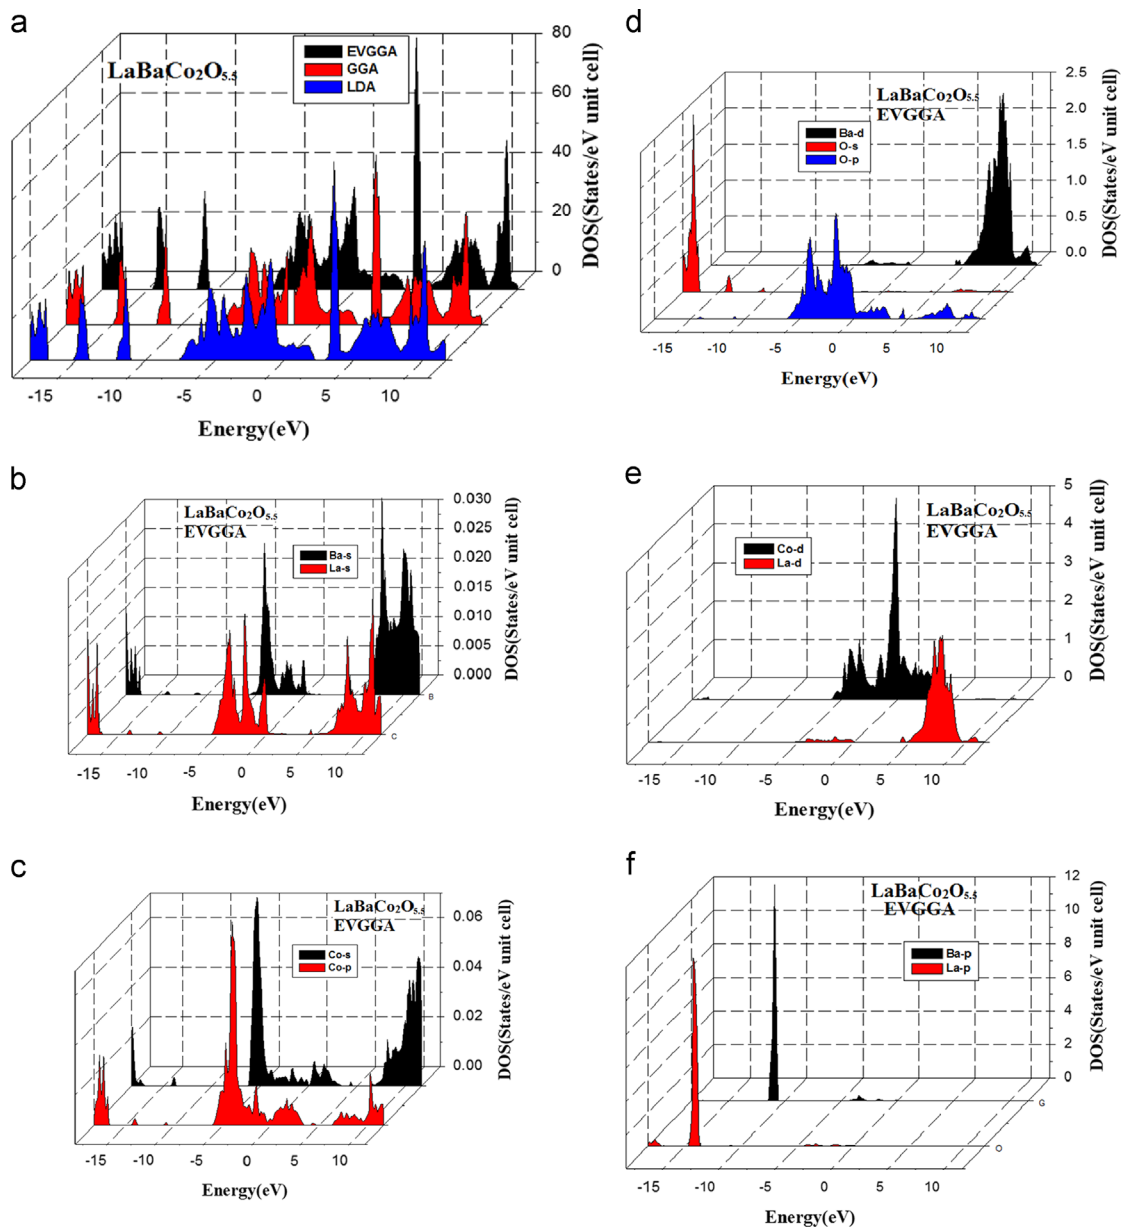 a
LaBaCo2O5.5
EVGGA
GGA
LDA
80
60
40
20
0
DOS(States/eV unit cell)
-15
-10
-5
0
5
10
Energy(eV)
b
LaBaCo2O5.5
EVGGA
Ba-s
La-s
0.030
0.025
0.020
0.015
0.010
0.005
0.000
DOS(States/eV unit cell)
B
C
-15
-10
-5
0
5
10
Energy(eV)
c
LaBaCo2O5.5
EVGGA
Co-s
Co-p
0.06
0.04
0.02
0.00
DOS(States/eV unit cell)
-15
-10
-5
0
5
10
Energy(eV)
d
LaBaCo2O5.5
EVGGA
Ba-d
O-s
O-p
2.5
2.0
1.5
1.0
0.5
0.0
DOS(States/eV unit cell)
-15
-10
-5
0
5
10
Energy(eV)
e
LaBaCo2O5.5
EVGGA
Co-d
La-d
5
4
3
2
1
0
DOS(States/eV unit cell)
-15
-10
-5
0
5
10
Energy(eV)
f
LaBaCo2O5.5
EVGGA
Ba-p
La-p
12
10
8
6
4
2
0
DOS(States/eV unit cell)
G
O
-15
-10
-5
0
5
10
Energy(eV)